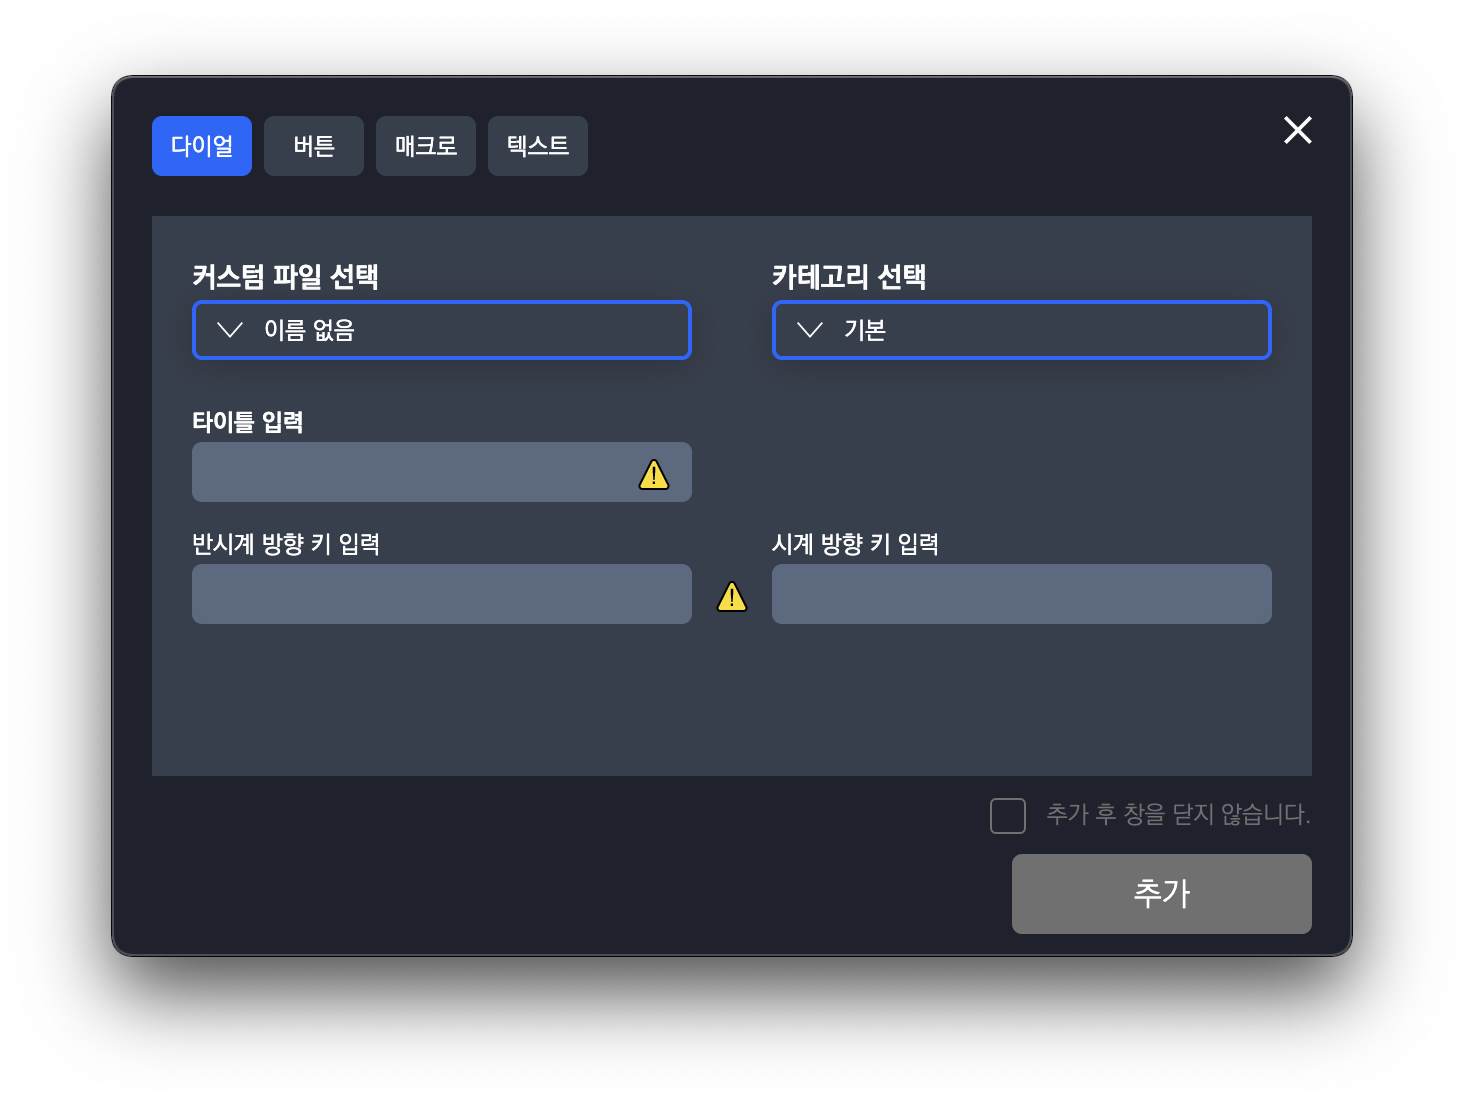 다이얼 버튼 매크로 텍스트
커스텀 파일 선택 카테고리 선택
이름 없음 기본
타이틀 입력
반시계 방향 키 입력 시계 방향 키 입력
추가 후 창을 닫지 않습니다.
추가